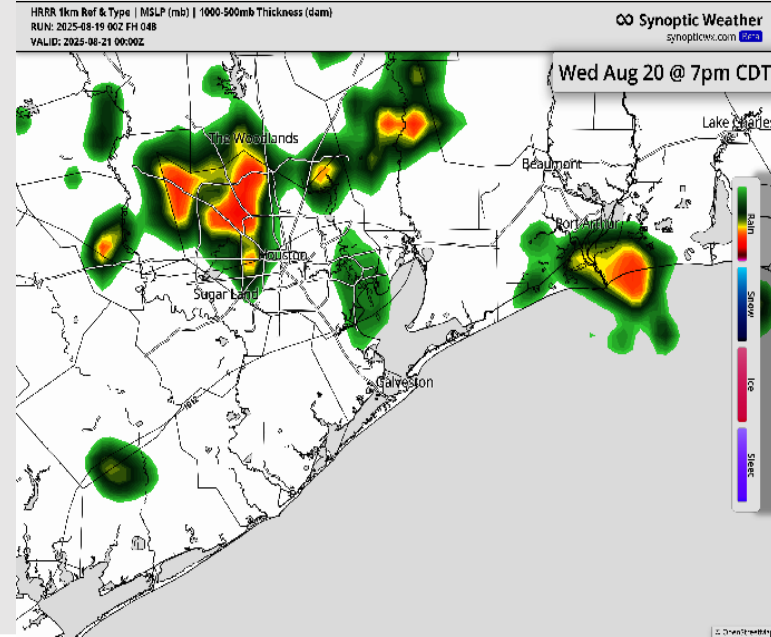 HRRR 1km Ref & Type | MSLP (mb) | 1000-500mb Thickness (dam)
RUN: 2025-08-19 00Z FH 048
VALID: 2025-08-21 00:00Z
Synoptic Weather
synopticwx.com Beta
Wed Aug 20 @ 7pm CDT
Lake Charles
The Woodlands
Beaumont
Port Arthur
Houston
Sugar Land
Galveston
Rain
Snow
Ice
Sleet
© OpenStreetMa